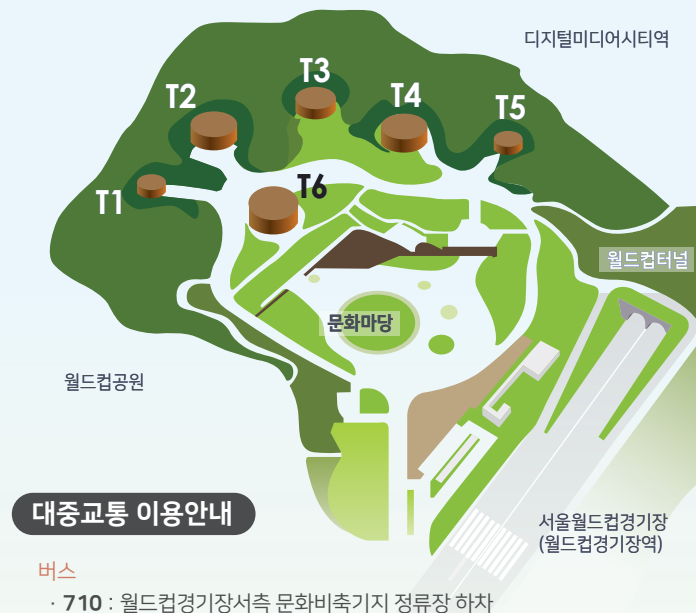 디지털미디어시티역
T3
T2
T4
T5
T1
T6
월드컵터널
문화마당
월드컵공원
대중교통 이용안내
서울월드컵경기장
(월드컵경기장역)
버스
· 710 : 월드컵경기장서측 문화비축기지 정류장 하차